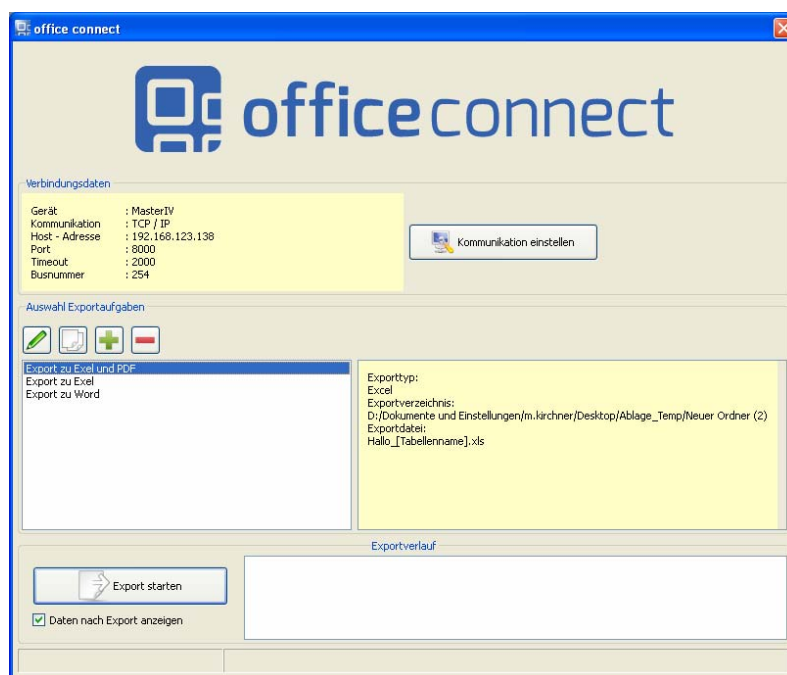 office connect
officeconnect
Verbindungsdaten
Gerät : MasterIV
Kommunikation : TCP / IP
Host - Adresse : 192.168.123.138
Port : 8000
Timeout : 2000
Busnummer : 254
Kommunikation einstellen
Auswahl Exportaufgaben
Export zu Exel und PDF
Export zu Exel
Export zu Word
Exporttyp:
Excel
Exportverzeichnis:
D:/Dokumente und Einstellungen/m.kirchner/Desktop/Ablage_Temp/Neuer Ordner (2)
Exportdatei:
Hallo_[Tabellenname].xls
Exportverlauf
Export starten
Daten nach Export anzeigen